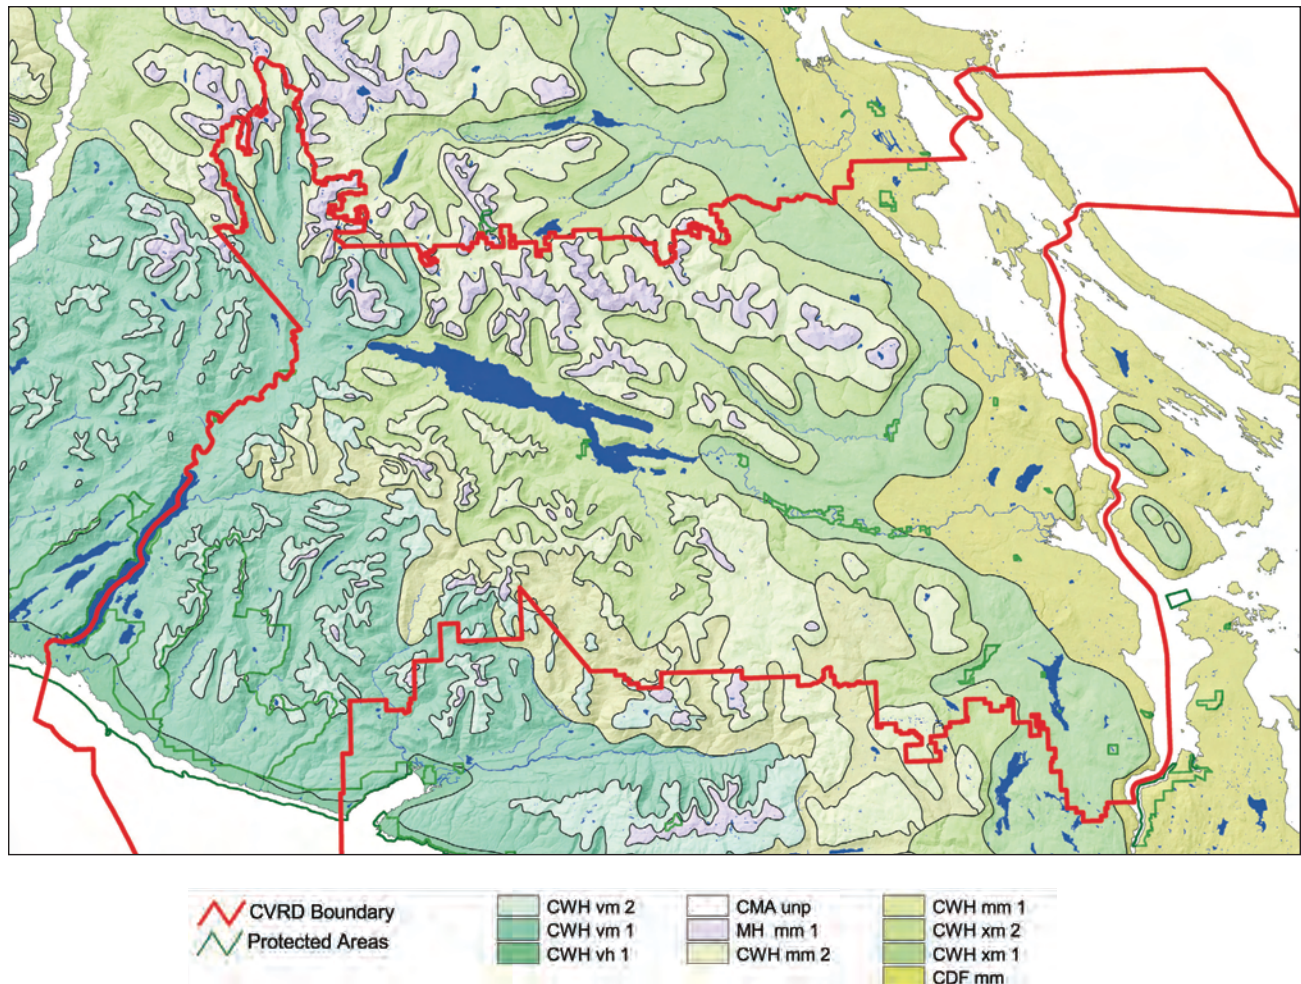 CVRD Boundary
Protected Areas
CWH vm 2
CWH vm 1
CWH vh 1
CMA unp
MH mm 1
CWH mm 2
CWH mm 1
CWH xm 2
CWH xm 1
CDF mm